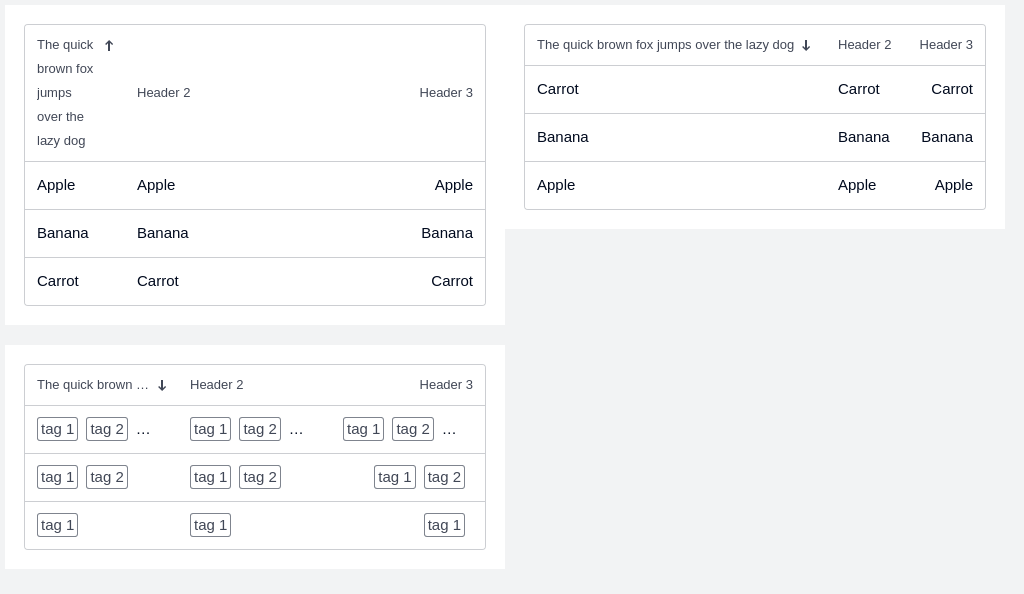 The quick
brown fox
jumps
over the
lazy dog
Header 2
Header 3
Apple Apple Apple
Banana Banana Banana
Carrot Carrot Carrot
The quick brown fox jumps over the lazy dog Header 2 Header 3
Carrot Carrot Carrot
Banana Banana Banana
Apple Apple Apple
The quick brown … Header 2 Header 3
tag 1 tag 2 … tag 1 tag 2 … tag 1 tag 2 …
tag 1 tag 2 tag 1 tag 2 tag 1 tag 2
tag 1 tag 1 tag 1